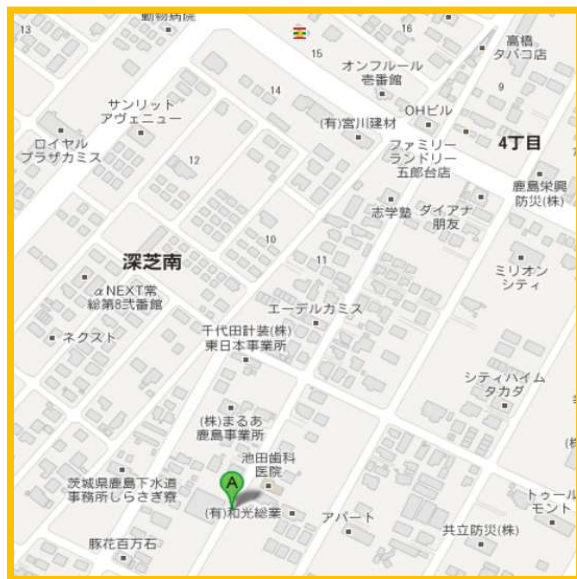 動物病院
13
16
15
高橋
タバコ店
オンフルール
壱番館
9
14
サンリット
アヴェニュー
OHビル
(有)宮川建材
4丁目
ロイヤル
プラザカミス
ファミリー
ランドリー
五郎台店
12
鹿島栄興
防災(株)
志学塾
ダイアナ
朋友
10
深芝南
11
ミリオン
シティ
αNEXT常
総第8弐番館
エーデルカミス
ネクスト
千代田計装(株)
東日本事業所
シティハイム
タカダ
(株)まるあ
鹿島事業所
池田歯科
医院
茨城県鹿島下水道
事務所しらさぎ寮
A
(有)和光総業
アパート
トゥール
モント
共立防災(株)
豚花百万石